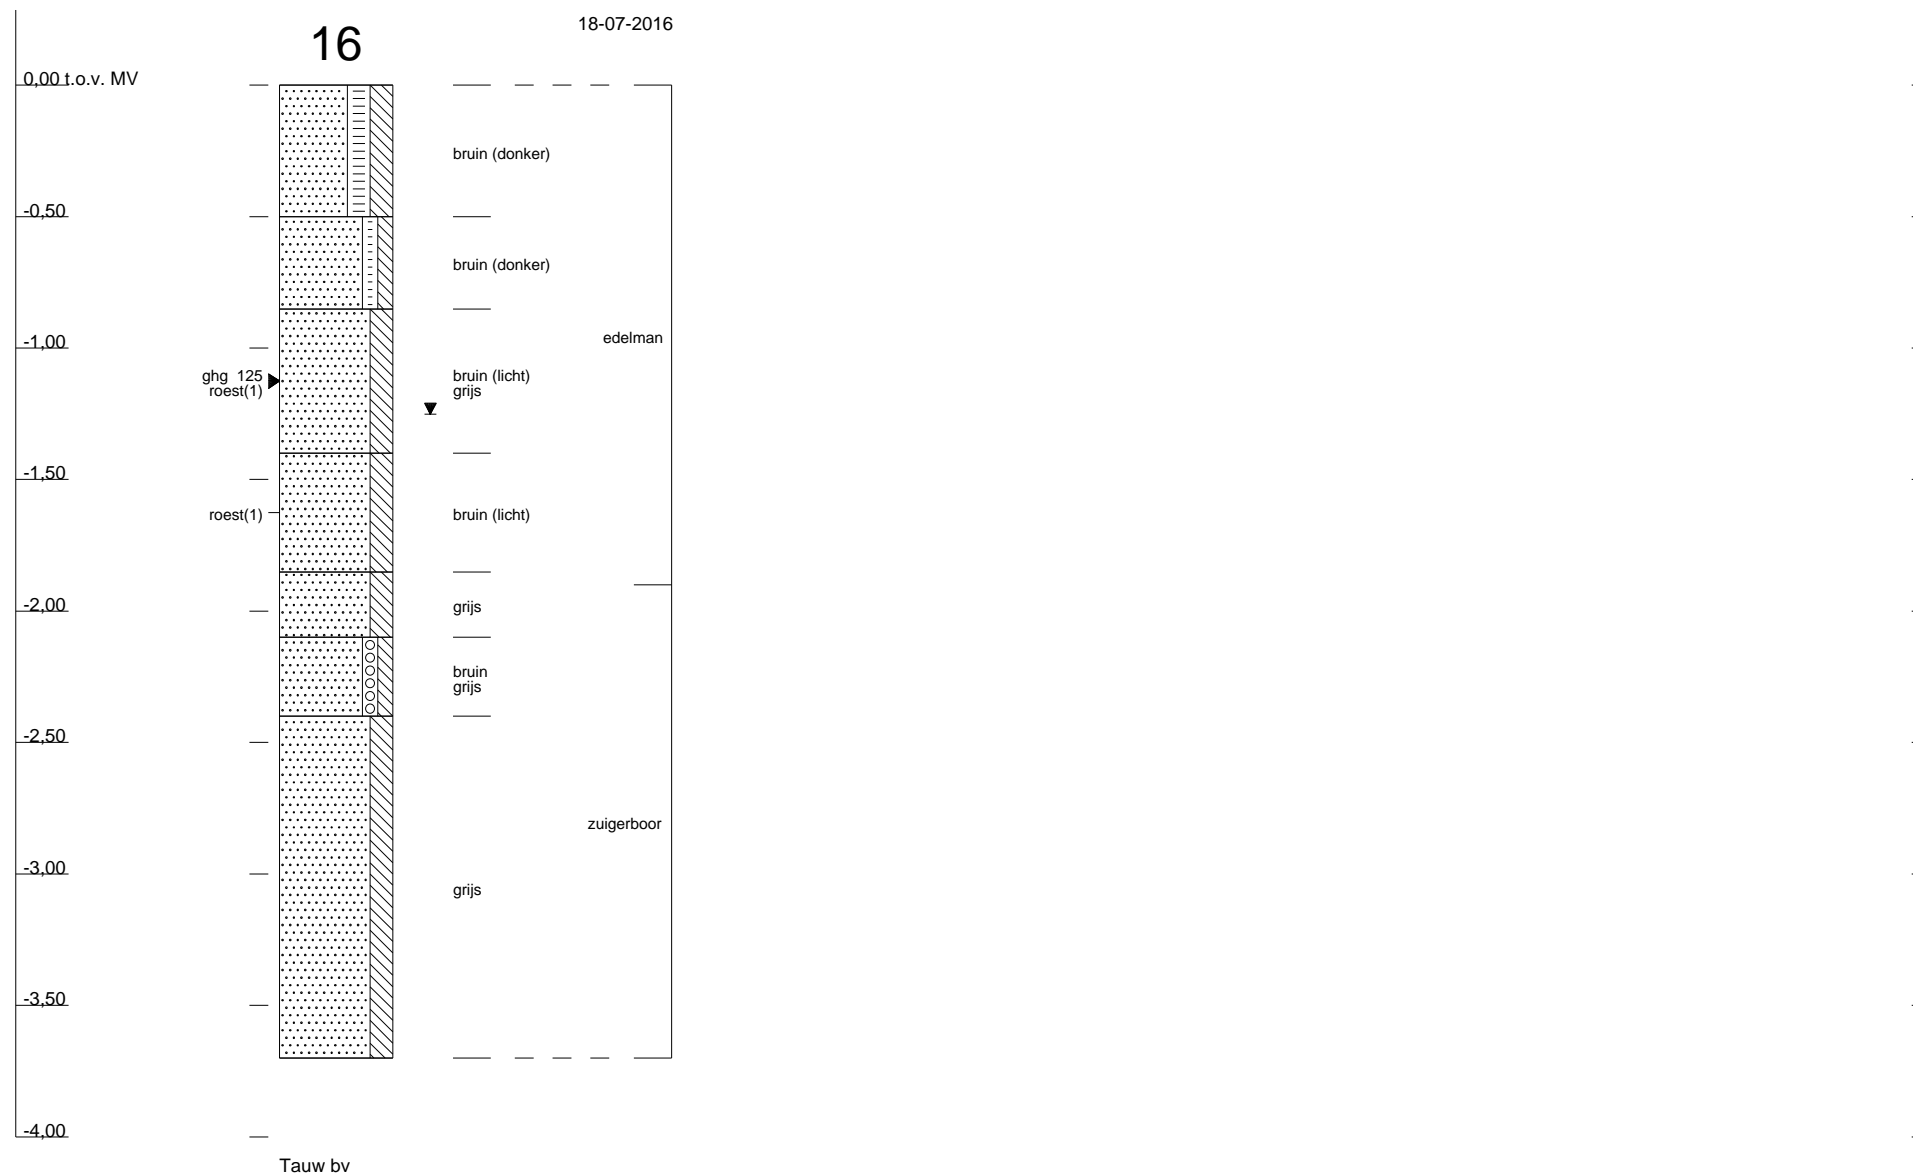 16
18-07-2016
0,00 t.o.v. MV
bruin (donker)
-0,50
bruin (donker)
-1,00
edelman
ghg 125
roest(1)
bruin (licht)
grijs
-1,50
roest(1)
bruin (licht)
-2,00
grijs
bruin
grijs
-2,50
zuigerboor
-3,00
grijs
-3,50
-4,00
Tauw bv